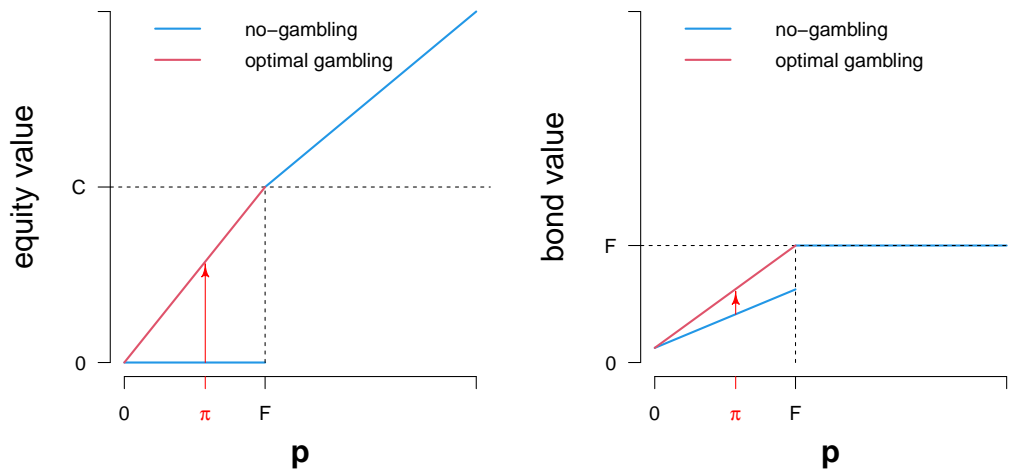 no−gambling
optimal gambling
equity value
C
0
0
π
F
p
no−gambling
optimal gambling
bond value
F
0
0
π
F
p